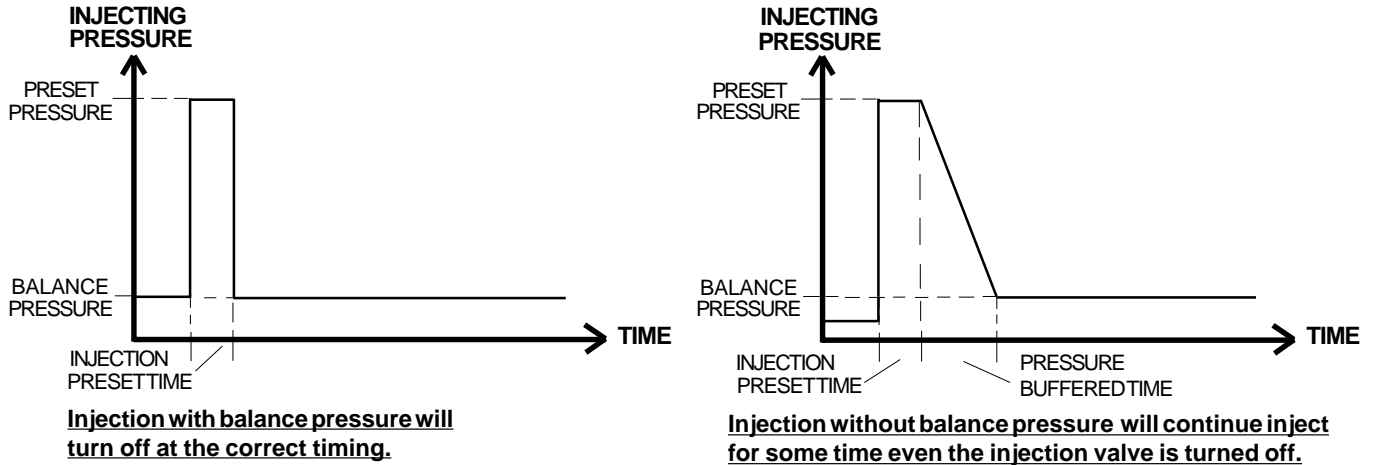 INJECTING
PRESSURE
PRESET
PRESSURE
BALANCE
PRESSURE
TIME
INJECTION
PRESETTIME
Injection with balance pressure will
turn off at the correct timing.
INJECTING
PRESSURE
PRESET
PRESSURE
BALANCE
PRESSURE
TIME
INJECTION
PRESETTIME
PRESSURE
BUFFEREDTIME
Injection without balance pressure will continue inject
for some time even the injection valve is turned off.